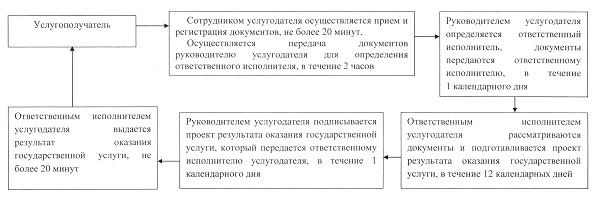 Услугополучатель
Сотрудником услугодателя осуществляется прием и
регистрация документов, не более 20 минут.
Осуществляется передача документов
руководителю услугодателя для определения
ответственного исполнителя, в течение 2 часов
Руководителем услугодателя
определяется ответственный
исполнитель, документы
передаются ответственному
исполнителю, в течение
1 календарного дня
Ответственным исполнителем
услугодателя рассматриваются
документы и подготавливается проект
результата оказания государственной
услуги, в течение 12 календарных дней
Руководителем услугодателя подписывается
проект результата оказания государственной
услуги, который передается ответственному
исполнителю услугодателя, в течение 1
календарного дня
Ответственным исполнителем
услугодателя выдается
результат оказания
государственной услуги, не
более 20 минут